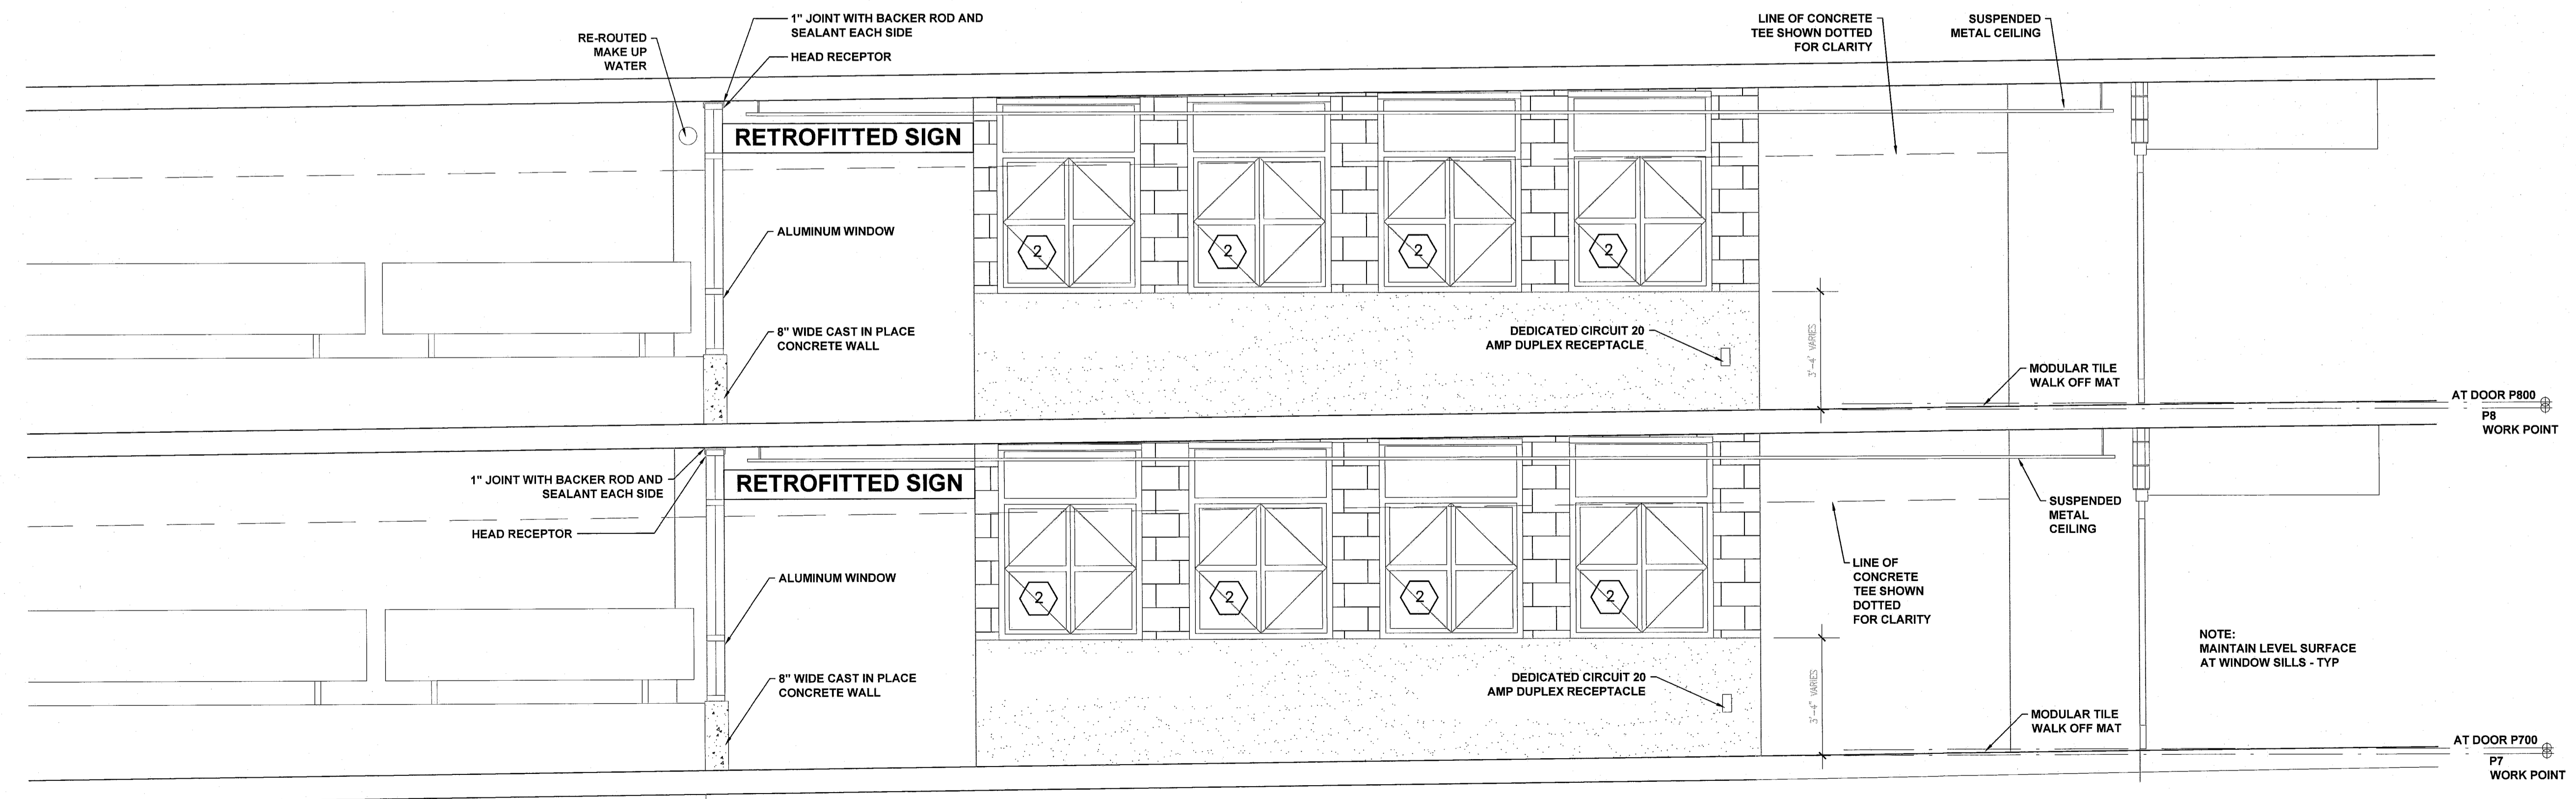 1" JOINT WITH BACKER ROD AND
SEALANT EACH SIDE
RE-ROUTED
MAKE UP
WATER
HEAD RECEPTOR
LINE OF CONCRETE
TEE SHOWN DOTTED
FOR CLARITY
SUSPENDED
METAL CEILING
RETROFITTED SIGN
ALUMINUM WINDOW
2
2
2
2
8" WIDE CAST IN PLACE
CONCRETE WALL
DEDICATED CIRCUIT 20
AMP DUPLEX RECEPTACLE
3'-4" VARIES
MODULAR TILE
WALK OFF MAT
AT DOOR P800
P8
WORK POINT
1" JOINT WITH BACKER ROD AND
SEALANT EACH SIDE
HEAD RECEPTOR
RETROFITTED SIGN
SUSPENDED
METAL
CEILING
LINE OF
CONCRETE
TEE SHOWN
DOTTED
FOR CLARITY
ALUMINUM WINDOW
2
2
2
2
8" WIDE CAST IN PLACE
CONCRETE WALL
DEDICATED CIRCUIT 20
AMP DUPLEX RECEPTACLE
3'-4" VARIES
NOTE:
MAINTAIN LEVEL SURFACE
AT WINDOW SILLS - TYP
MODULAR TILE
WALK OFF MAT
AT DOOR P700
P7
WORK POINT